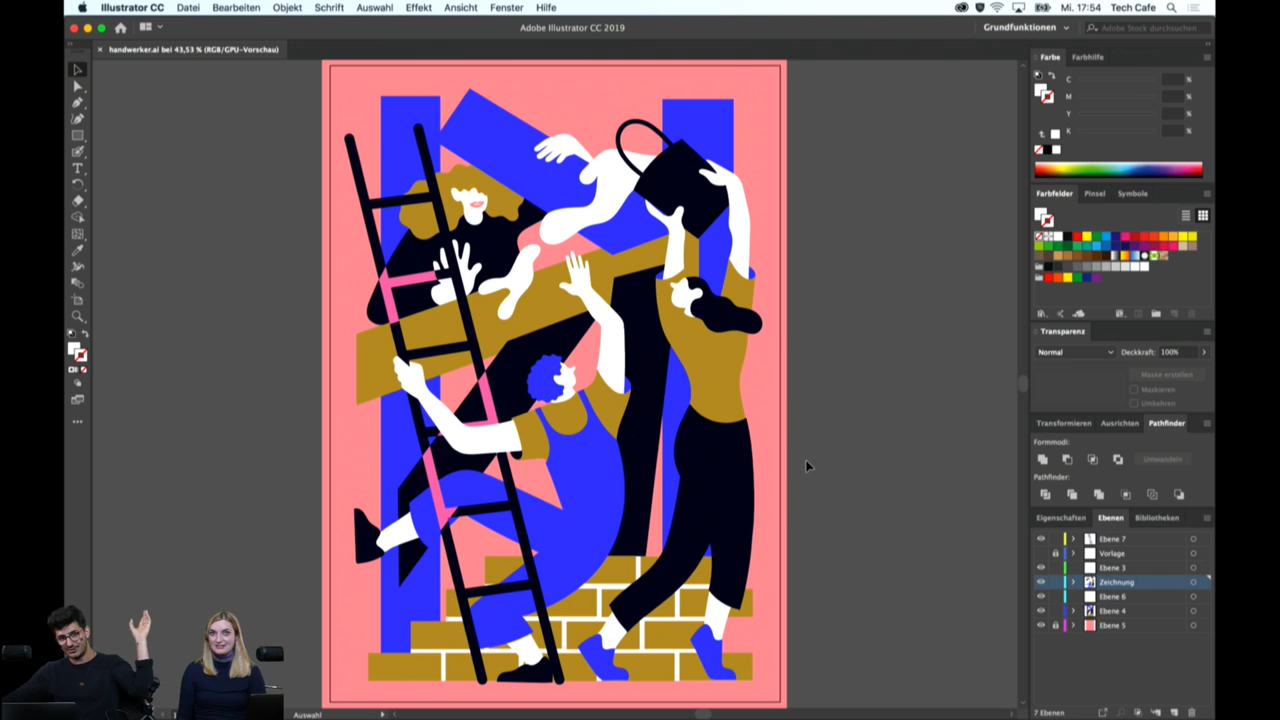 Illustrator CC Datei Bearbeiten Objekt Schrift Auswahl Effekt Ansicht Fenster Hilfe Mi. 17:54 Tech Cafe
Adobe Illustrator CC 2019 Grundfunktionen Adobe Stock durchsuchen
× handwerker.ai bei 43,53 % (RGB/GPU-Vorschau)
Farbe Farbhilfe
C %
M %
Y %
K %
Farbfelder Pinsel Symbole
Transparenz
Normal Deckkraft: 100%
Maske erstellen
Maskieren
Umkehren
Transformieren Ausrichten Pathfinder
Formmodi:
Umwandeln
Pathfinder:
Eigenschaften Ebenen Bibliotheken
Ebene 7
Vorlage
Ebene 3
Zeichnung
Ebene 6
Ebene 4
Ebene 5
Auswahl 7 Ebenen